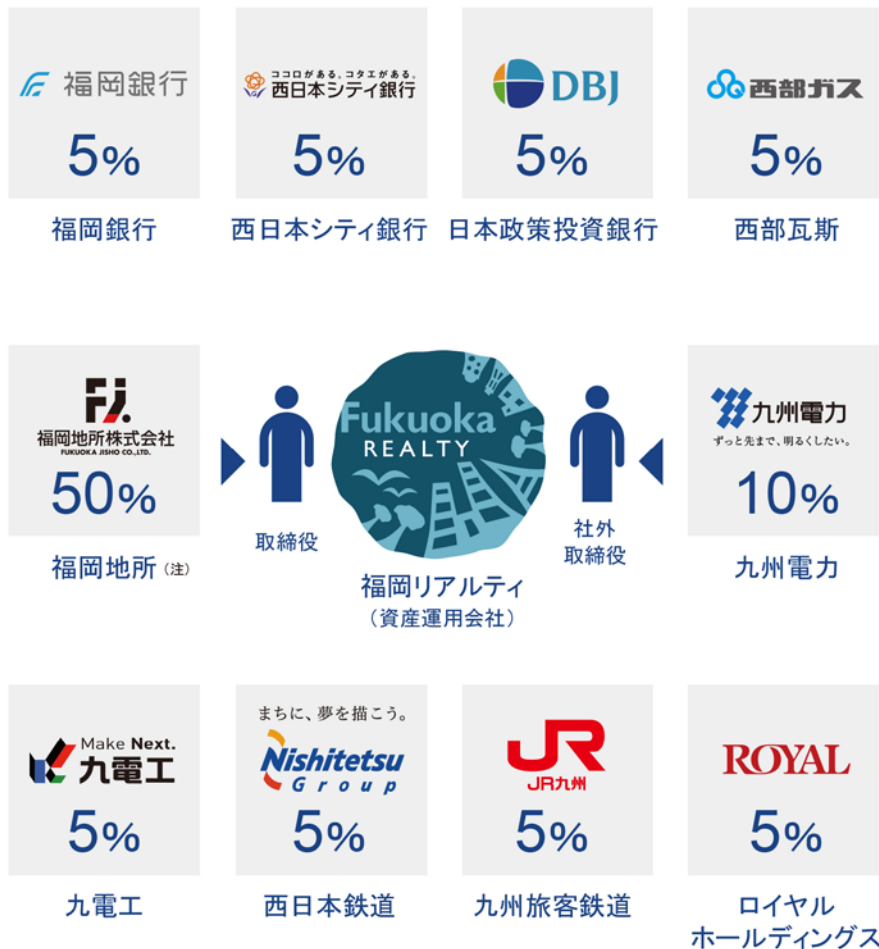 福岡銀行
5%
福岡銀行
ココロがある。コタエがある。
西日本シティ銀行
5%
西日本シティ銀行
DBJ
5%
日本政策投資銀行
西部ガス
5%
西部瓦斯
FJ.
福岡地所株式会社
FUKUOKA JISHO CO.,LTD.
50%
福岡地所(注)
取締役
Fukuoka
REALTY
福岡リアルティ
(資産運用会社)
社外
取締役
九州電力
ずっと先まで、明るくしたい。
10%
九州電力
Make Next.
九電工
5%
九電工
まちに、夢を描こう。
Nishitetsu
Group
5%
西日本鉄道
JR
JR九州
5%
九州旅客鉄道
ROYAL
5%
ロイヤル
ホールディングス